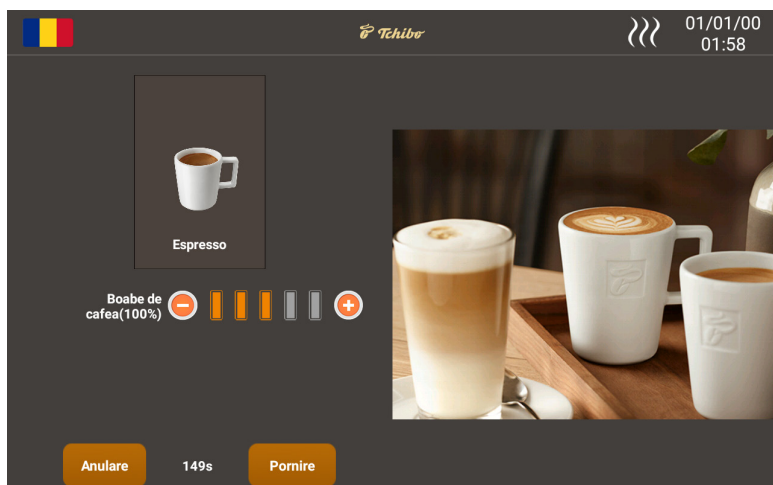 Tchibo
01/01/00
01:58
Espresso
Boabe de
cafea(100%)
Anulare
149s
Pornire